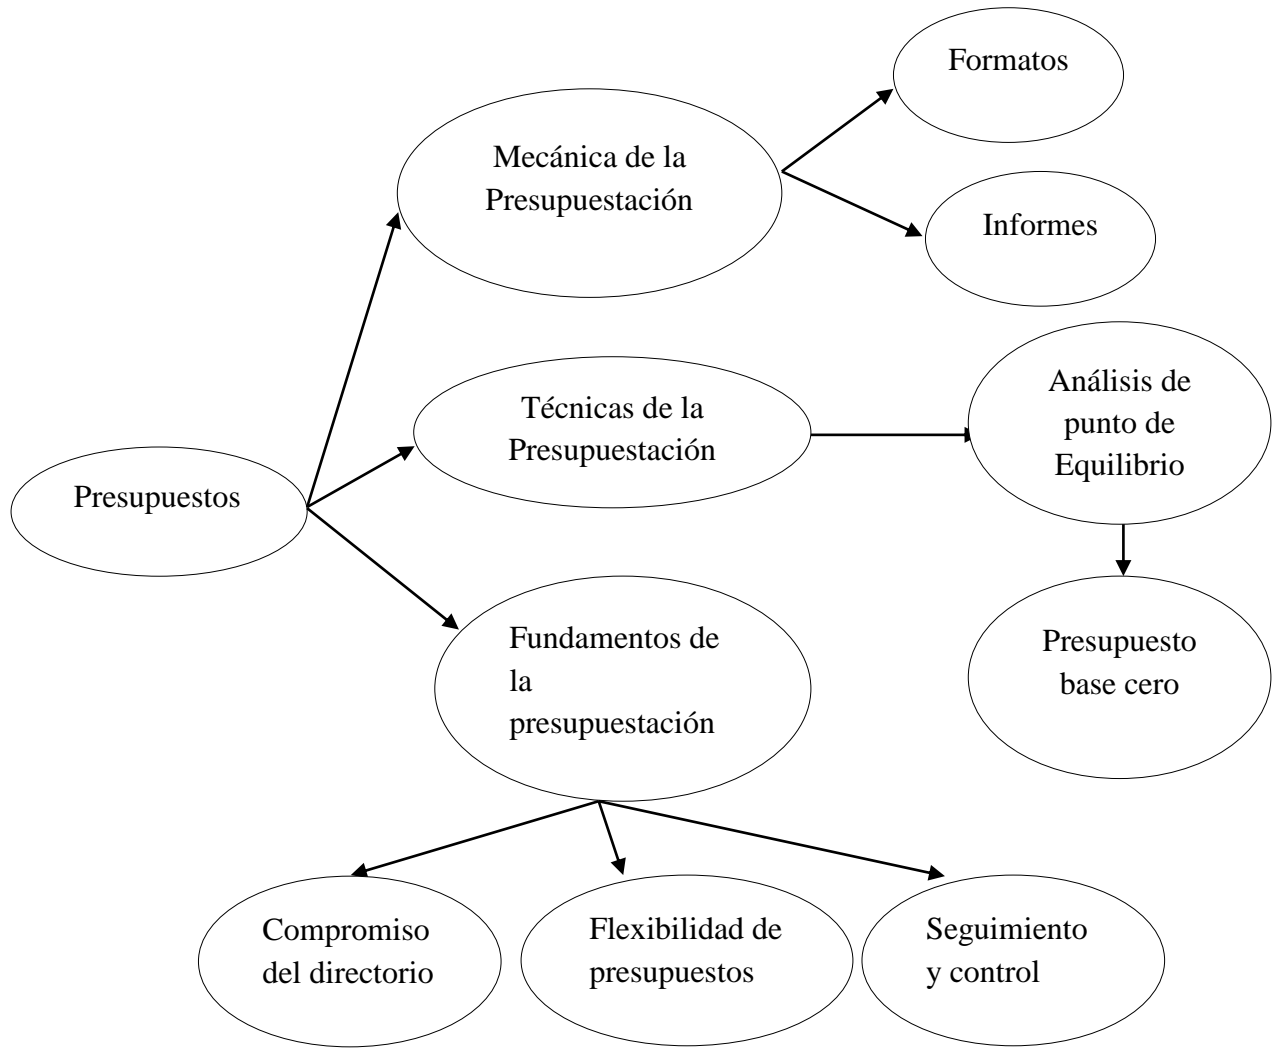 Formatos
Mecánica de la
Presupuestación
Informes
Análisis de
punto de
Equilibrio
Técnicas de la
Presupuestación
Presupuestos
Fundamentos de
la
presupuestación
Presupuesto
base cero
Compromiso
del directorio
Flexibilidad de
presupuestos
Seguimiento
y control